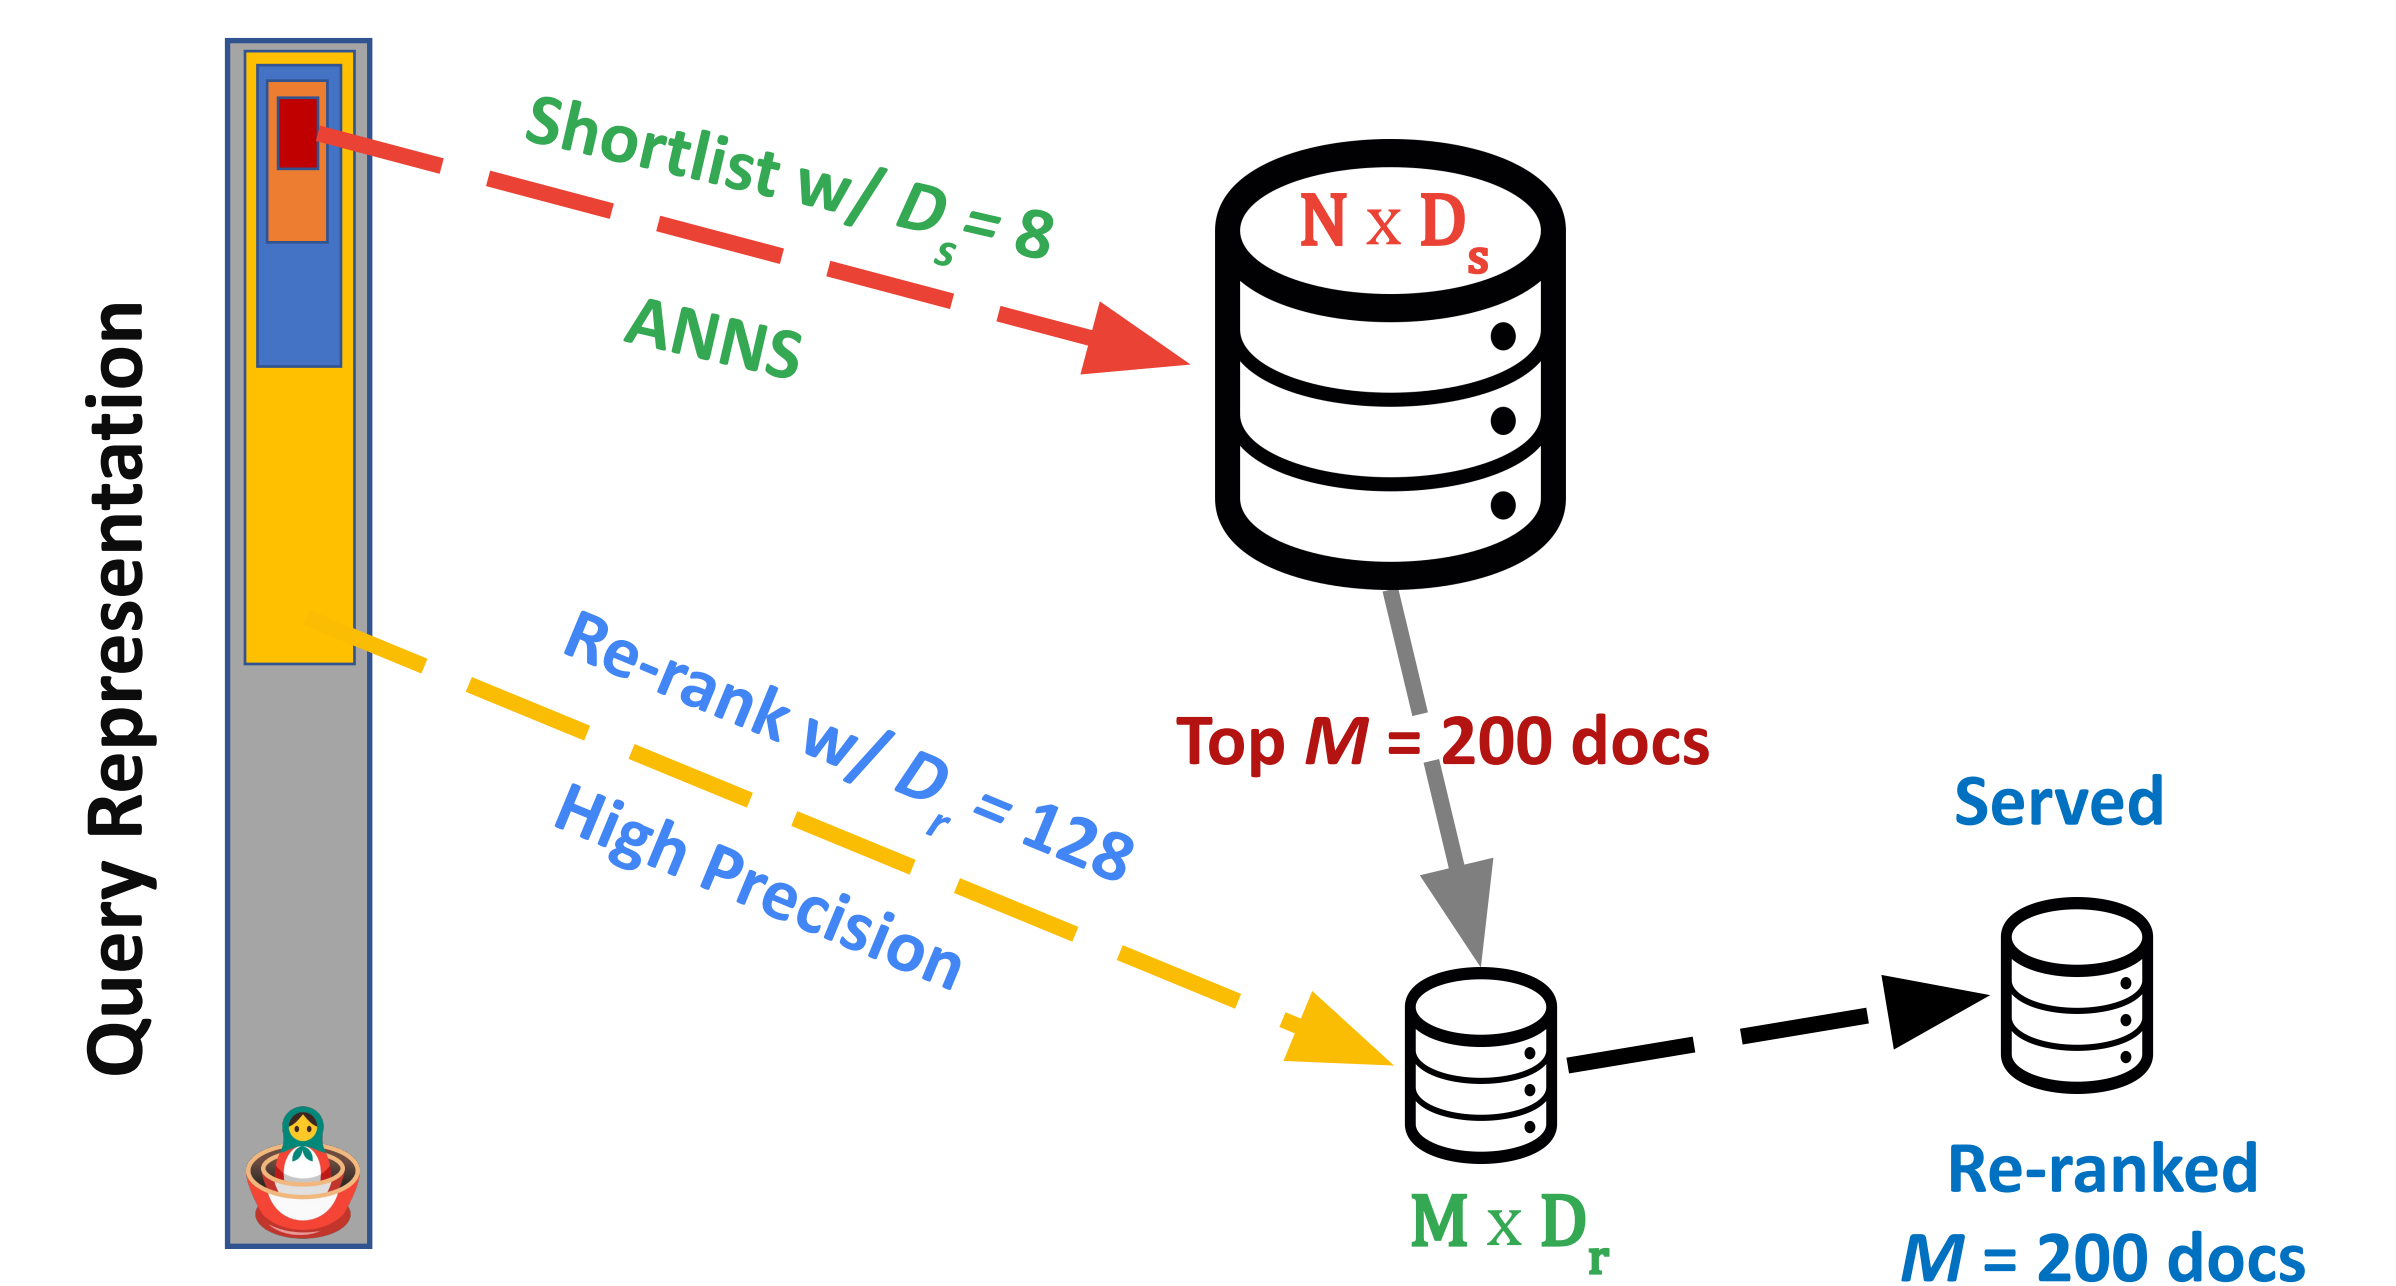 Query Representation
Shortlist w/ Dₛ = 8
ANNS
N x Dₛ
Re-rank w/ Dᵣ = 128
High Precision
Top M = 200 docs
M x Dᵣ
Served
Re-ranked
M = 200 docs